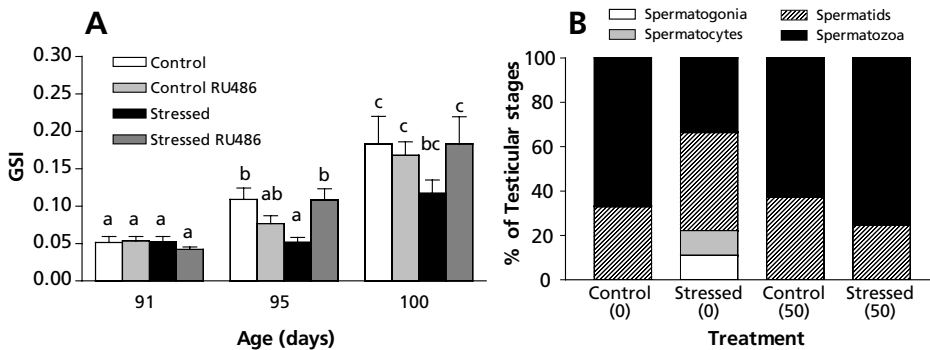 A
GSI
0.30
0.25
0.20
0.15
0.10
0.05
0.00
Control
Control RU486
Stressed
Stressed RU486
a a a a
b ab a b
c c bc c
91 95 100
Age (days)
B
Spermatogonia Spermatids
Spermatocytes Spermatozoa
% of Testicular stages
100
80
60
40
20
0
Control Stressed Control Stressed
(0) (0) (50) (50)
Treatment